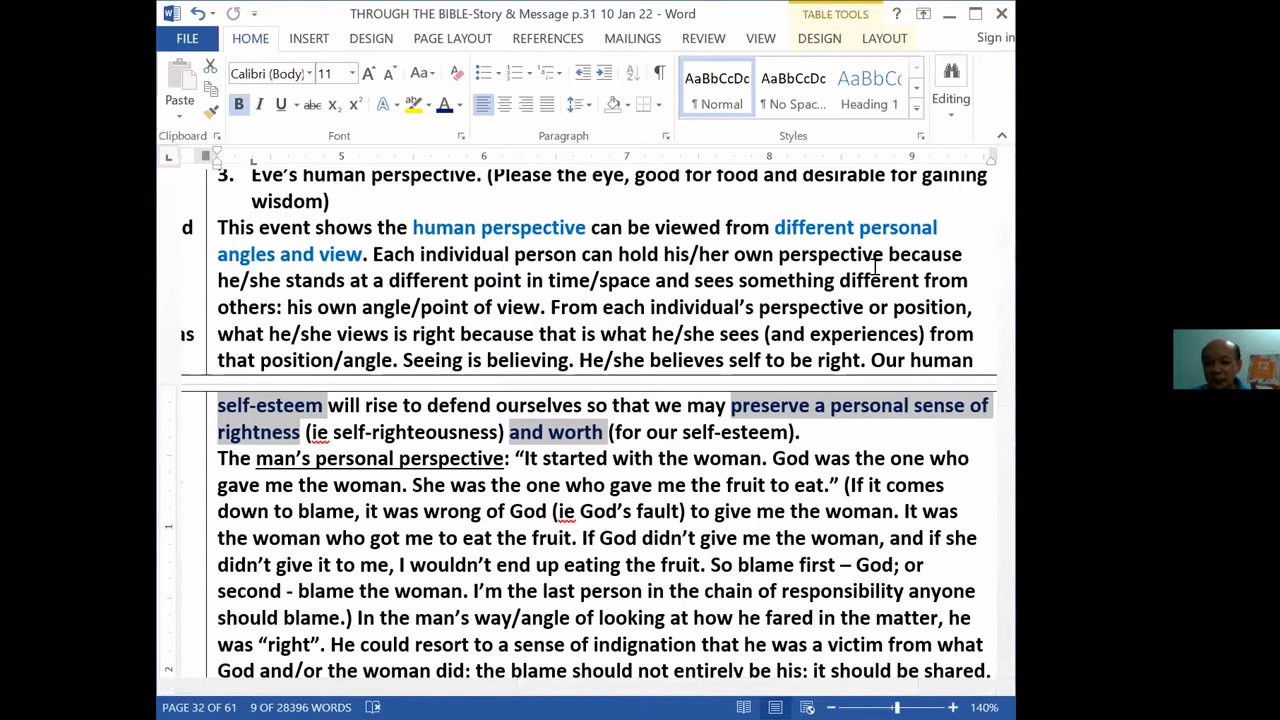 THROUGH THE BIBLE-Story & Message p.31 10 Jan 22 - Word
TABLE TOOLS
FILE HOME INSERT DESIGN PAGE LAYOUT REFERENCES MAILINGS REVIEW VIEW DESIGN LAYOUT Sign in
Calibri (Body) 11
AaBbCcDc AaBbCcDc AaBbCc
Paste
¶ Normal ¶ No Spac... Heading 1
Editing
Clipboard Font Paragraph Styles
5 6 7 8 9
3. Eve's human perspective. (Please the eye, good for food and desirable for gaining
wisdom)
d This event shows the human perspective can be viewed from different personal
angles and view. Each individual person can hold his/her own perspective because
he/she stands at a different point in time/space and sees something different from
others: his own angle/point of view. From each individual's perspective or position,
as what he/she views is right because that is what he/she sees (and experiences) from
that position/angle. Seeing is believing. He/she believes self to be right. Our human
self-esteem will rise to defend ourselves so that we may preserve a personal sense of
rightness (ie self-righteousness) and worth (for our self-esteem).
The man's personal perspective: “It started with the woman. God was the one who
gave me the woman. She was the one who gave me the fruit to eat.” (If it comes
down to blame, it was wrong of God (ie God's fault) to give me the woman. It was
the woman who got me to eat the fruit. If God didn't give me the woman, and if she
didn't give it to me, I wouldn't end up eating the fruit. So blame first – God; or
second - blame the woman. I'm the last person in the chain of responsibility anyone
should blame.) In the man's way/angle of looking at how he fared in the matter, he
was “right”. He could resort to a sense of indignation that he was a victim from what
God and/or the woman did: the blame should not entirely be his: it should be shared.
1
2
PAGE 32 OF 61 9 OF 28396 WORDS 140%
12